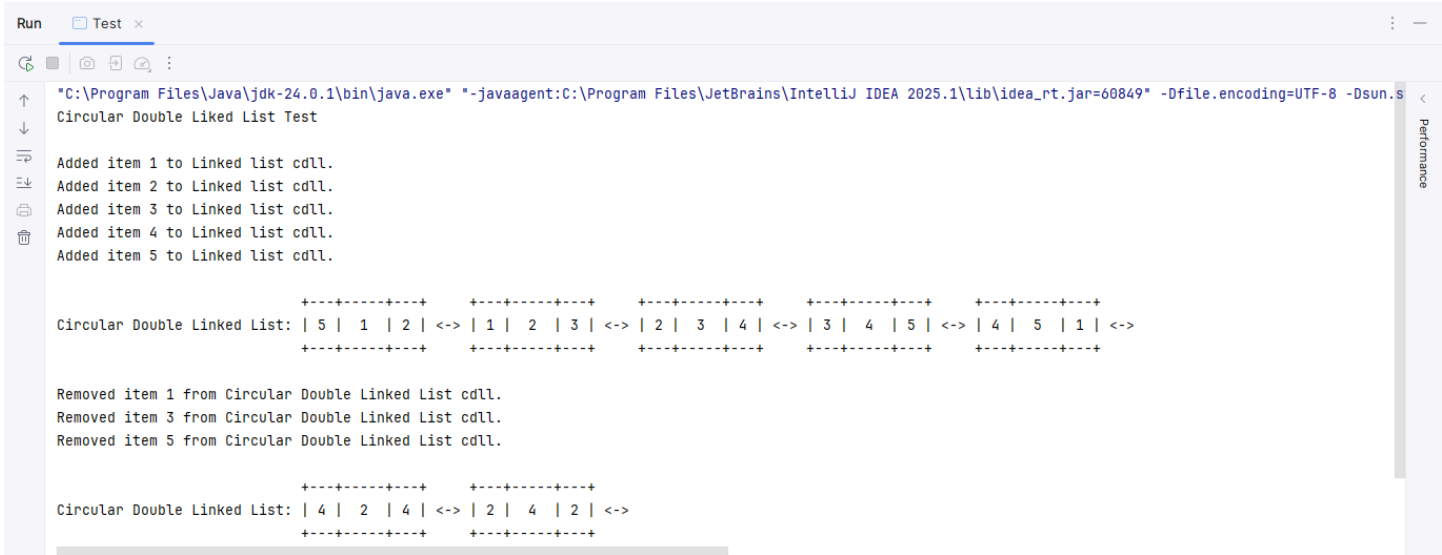 Run Test
"C:\Program Files\Java\jdk-24.0.1\bin\java.exe" "-javaagent:C:\Program Files\JetBrains\IntelliJ IDEA 2025.1\lib\idea_rt.jar=60849" -Dfile.encoding=UTF-8 -Dsun.s
Circular Double Liked List Test
Added item 1 to Linked list cdll.
Added item 2 to Linked list cdll.
Added item 3 to Linked list cdll.
Added item 4 to Linked list cdll.
Added item 5 to Linked list cdll.
+---+-----+---+     +---+-----+---+     +---+-----+---+     +---+-----+---+     +---+-----+---+
Circular Double Linked List: | 5 |  1  | 2 | <-> | 1 |  2  | 3 | <-> | 2 |  3  | 4 | <-> | 3 |  4  | 5 | <-> | 4 |  5  | 1 | <->
+---+-----+---+     +---+-----+---+     +---+-----+---+     +---+-----+---+     +---+-----+---+
Removed item 1 from Circular Double Linked List cdll.
Removed item 3 from Circular Double Linked List cdll.
Removed item 5 from Circular Double Linked List cdll.
+---+-----+---+     +---+-----+---+
Circular Double Linked List: | 4 |  2  | 4 | <-> | 2 |  4  | 2 | <->
+---+-----+---+     +---+-----+---+
Performance